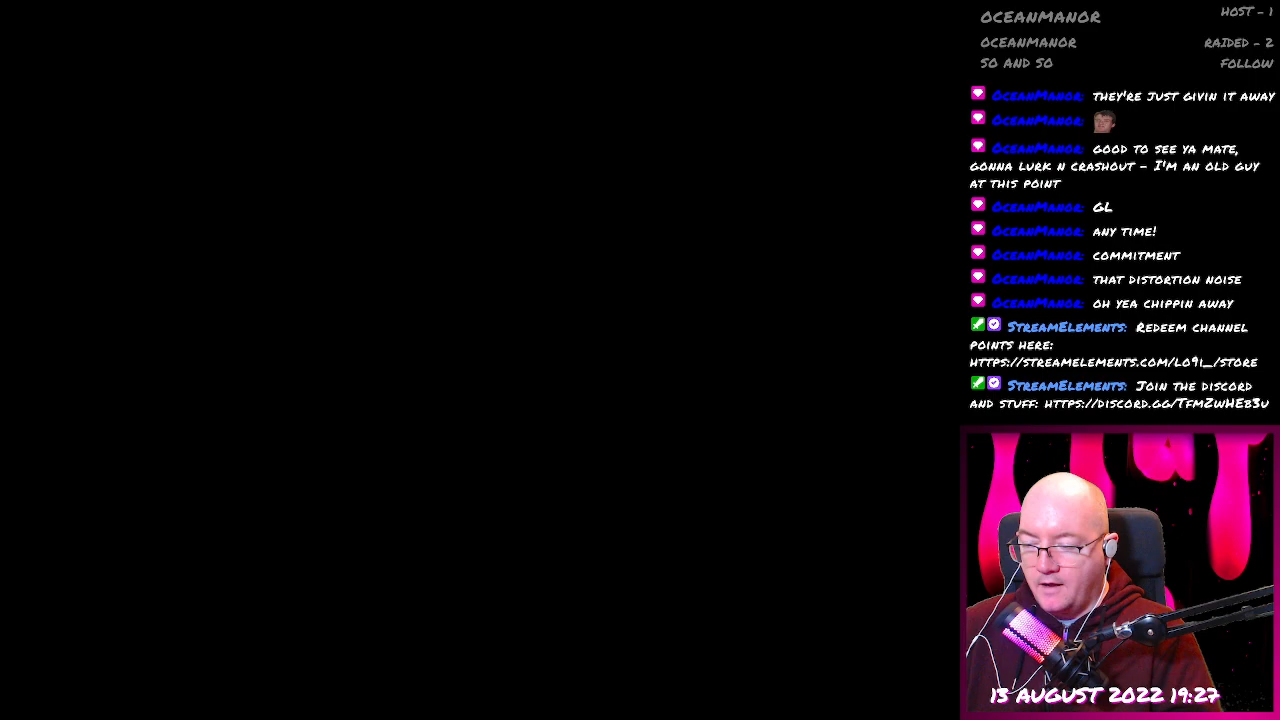 OCEANMANOR HOST - 1
OCEANMANOR RAIDED - 2
SO AND SO FOLLOW
OCEANMANOR: THEY'RE JUST GIVIN IT AWAY
OCEANMANOR:
OCEANMANOR: GOOD TO SEE YA MATE,
GONNA LURK N CRASHOUT - I'M AN OLD GUY
AT THIS POINT
OCEANMANOR: GL
OCEANMANOR: ANY TIME!
OCEANMANOR: COMMITMENT
OCEANMANOR: THAT DISTORTION NOISE
OCEANMANOR: OH YEA CHIPPIN AWAY
STREAMELEMENTS: REDEEM CHANNEL
POINTS HERE:
HTTPS://STREAMELEMENTS.COM/LO9I_/STORE
STREAMELEMENTS: JOIN THE DISCORD
AND STUFF: HTTPS://DISCORD.GG/TFMZWHEB3U
13 AUGUST 2022 19:27